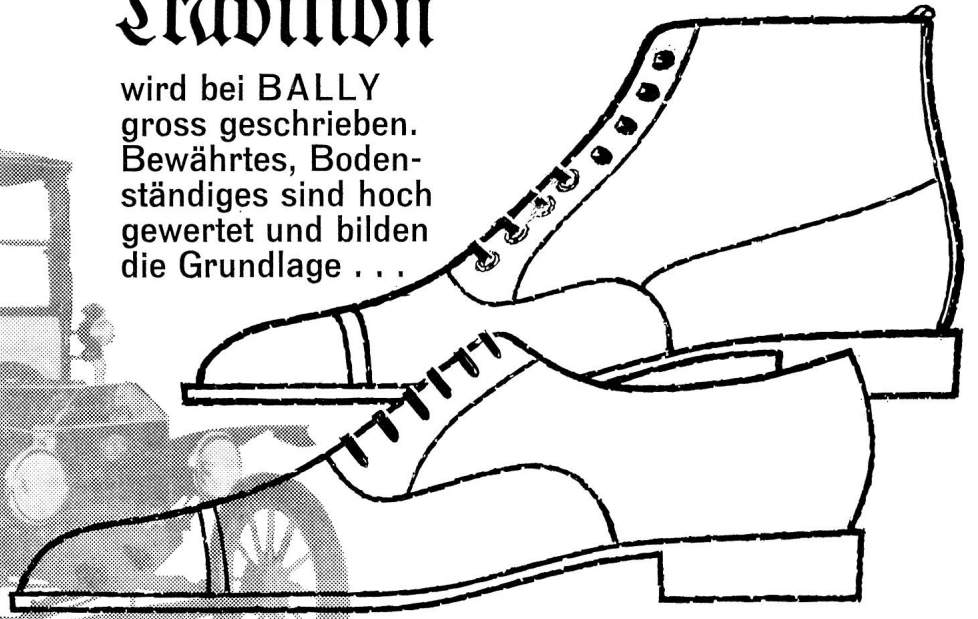 Tradition
wird bei BALLY
gross geschrieben.
Bewährtes, Boden-
ständiges sind hoch
gewertet und bilden
die Grundlage . . .